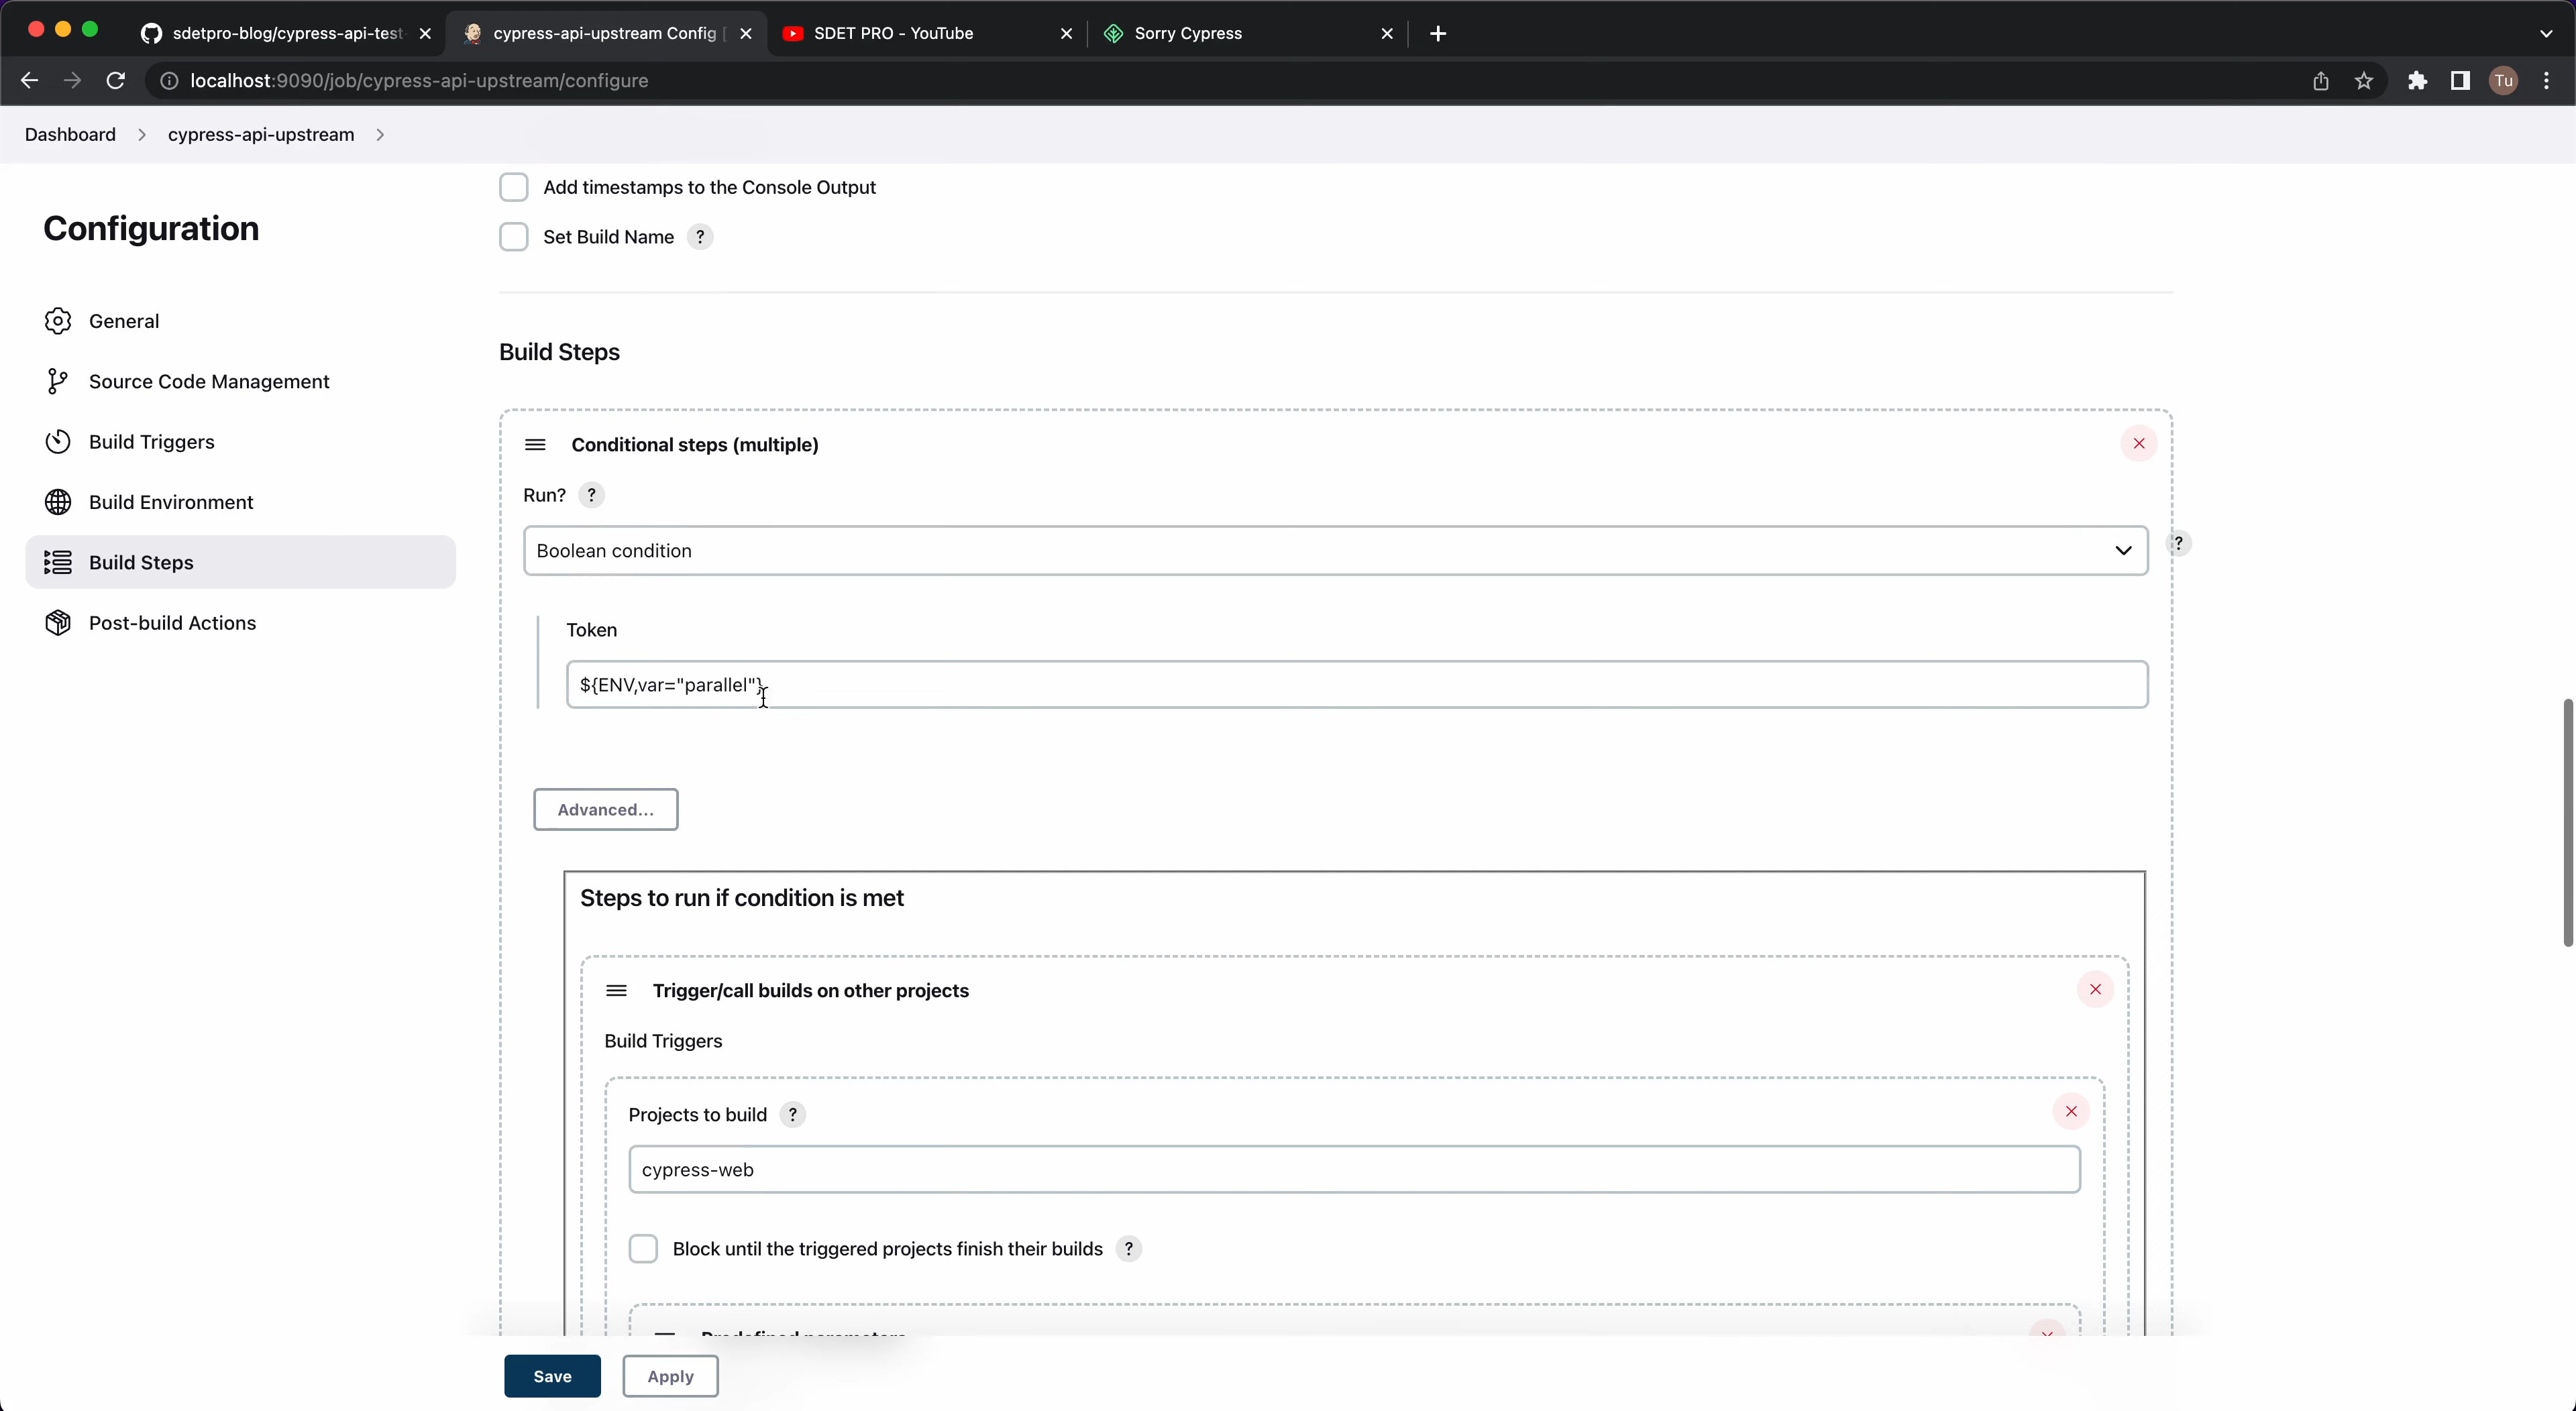 sdetpro-blog/cypress-api-test
cypress-api-upstream Config [
SDET PRO - YouTube
Sorry Cypress
localhost:9090/job/cypress-api-upstream/configure
Tu
Dashboard
cypress-api-upstream
Configuration
General
Source Code Management
Build Triggers
Build Environment
Build Steps
Post-build Actions
Add timestamps to the Console Output
Set Build Name ?
Build Steps
Conditional steps (multiple)
Run? ?
Boolean condition
?
Token
${ENV,var="parallel"}
Advanced...
Steps to run if condition is met
Trigger/call builds on other projects
Build Triggers
Projects to build ?
cypress-web
Block until the triggered projects finish their builds ?
Predefined parameters
Save
Apply